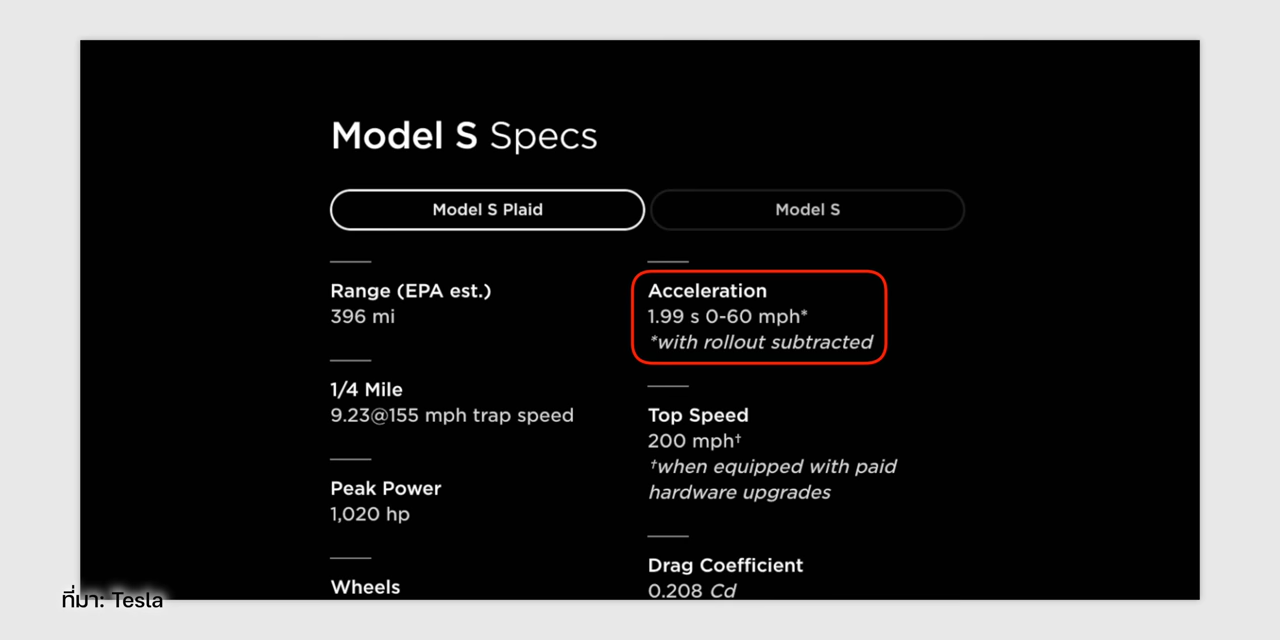 Model S Specs
Model S Plaid
Model S
Range (EPA est.)
396 mi
1/4 Mile
9.23@155 mph trap speed
Peak Power
1,020 hp
Wheels
Acceleration
1.99 s 0-60 mph*
*with rollout subtracted
Top Speed
200 mph†
†when equipped with paid
hardware upgrades
Drag Coefficient
0.208 Cd
ที่มา: Tesla